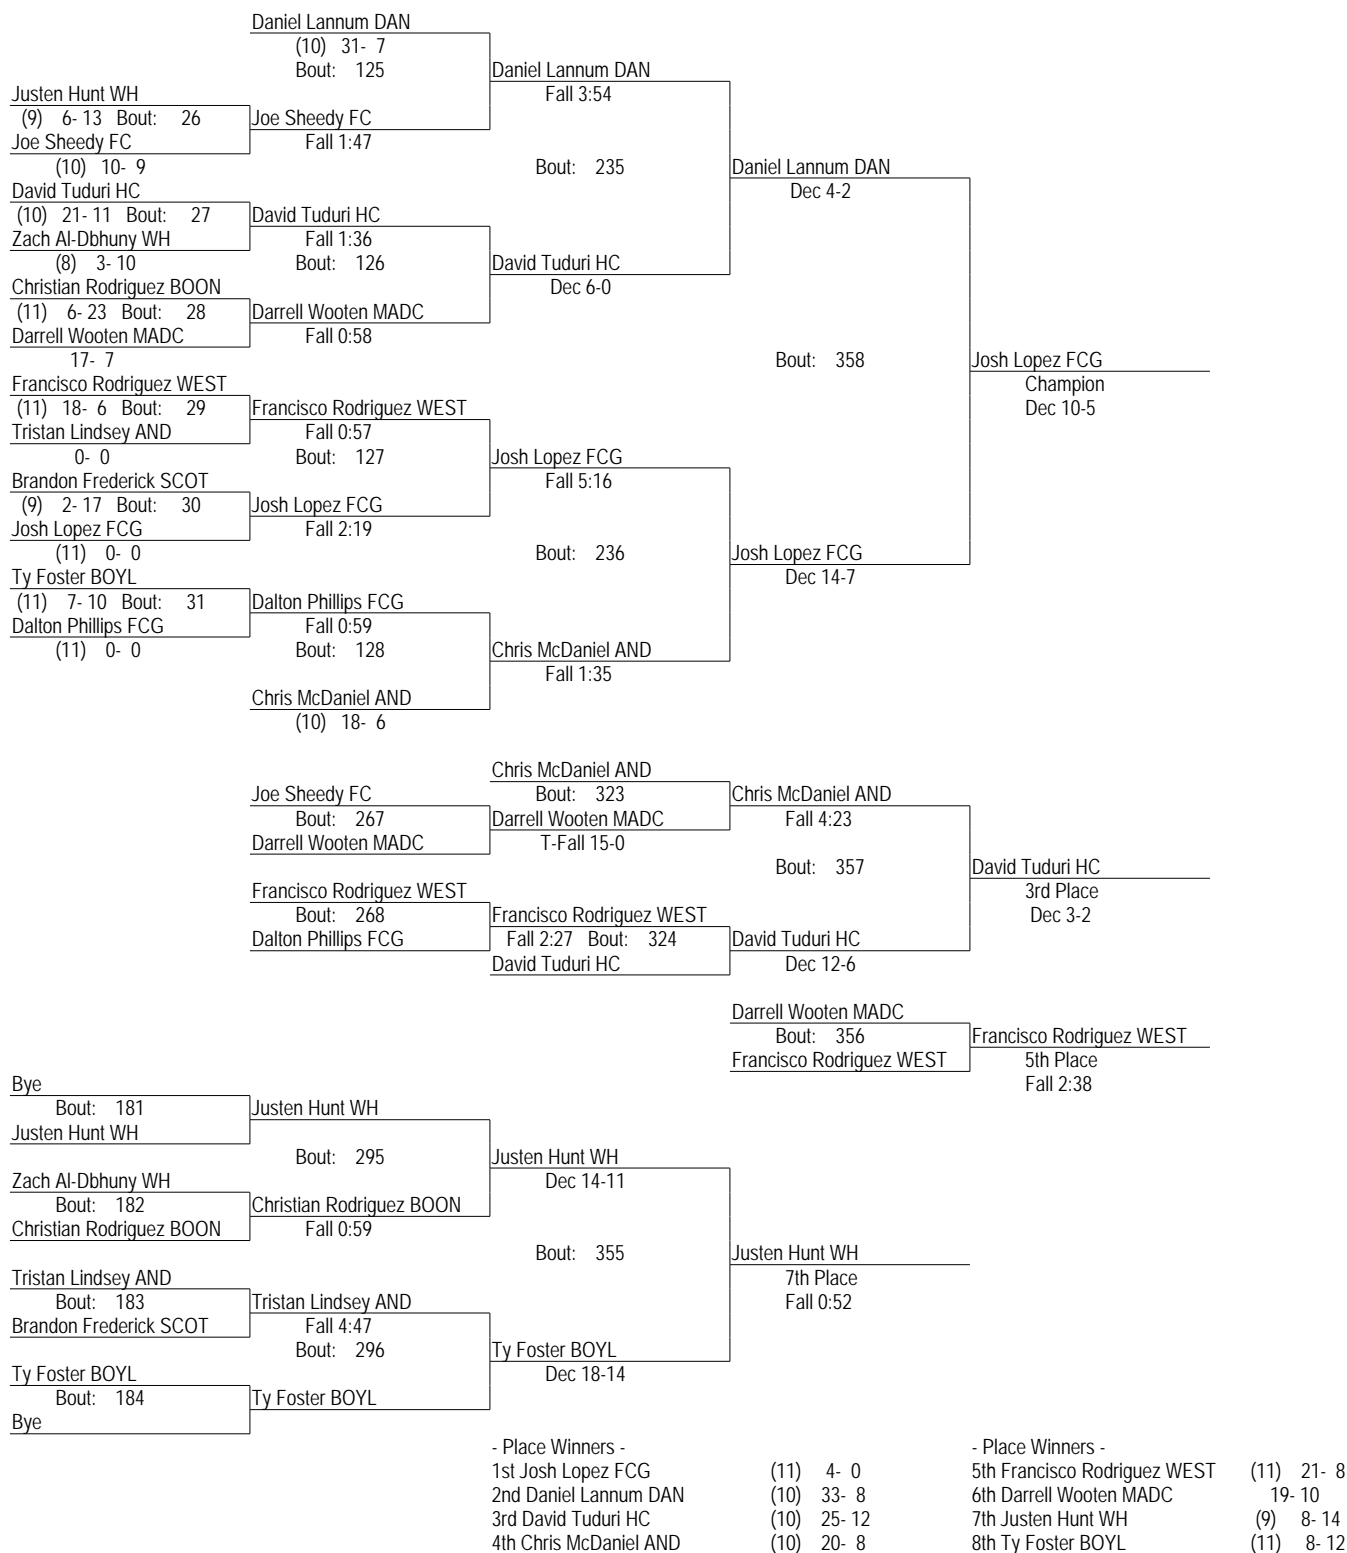 Daniel Lannum DAN
(10) 31- 7
Bout: 125
Daniel Lannum DAN
Fall 3:54
Justen Hunt WH
(9) 6- 13 Bout: 26
Joe Sheedy FC
Joe Sheedy FC
Fall 1:47
(10) 10- 9
Bout: 235
Daniel Lannum DAN
Dec 4-2
David Tuduri HC
(10) 21- 11 Bout: 27
David Tuduri HC
Zach Al-Dbhuny WH
Fall 1:36
(8) 3- 10
Bout: 126
David Tuduri HC
Dec 6-0
Christian Rodriguez BOON
(11) 6- 23 Bout: 28
Darrell Wooten MADC
Darrell Wooten MADC
Fall 0:58
17- 7
Bout: 358
Josh Lopez FCG
Champion
Dec 10-5
Francisco Rodriguez WEST
(11) 18- 6 Bout: 29
Francisco Rodriguez WEST
Tristan Lindsey AND
Fall 0:57
0- 0
Bout: 127
Josh Lopez FCG
Fall 5:16
Brandon Frederick SCOT
(9) 2- 17 Bout: 30
Josh Lopez FCG
Josh Lopez FCG
Fall 2:19
(11) 0- 0
Bout: 236
Josh Lopez FCG
Dec 14-7
Ty Foster BOYL
(11) 7- 10 Bout: 31
Dalton Phillips FCG
Dalton Phillips FCG
Fall 0:59
(11) 0- 0
Bout: 128
Chris McDaniel AND
Fall 1:35
Chris McDaniel AND
(10) 18- 6
Chris McDaniel AND
Joe Sheedy FC
Bout: 323
Chris McDaniel AND
Bout: 267
Darrell Wooten MADC
Fall 4:23
Darrell Wooten MADC
T-Fall 15-0
Bout: 357
David Tuduri HC
3rd Place
Dec 3-2
Francisco Rodriguez WEST
Bout: 268
Francisco Rodriguez WEST
Dalton Phillips FCG
Fall 2:27 Bout: 324
David Tuduri HC
David Tuduri HC
Dec 12-6
Darrell Wooten MADC
Bout: 356
Francisco Rodriguez WEST
Francisco Rodriguez WEST
5th Place
Fall 2:38
Bye
Bout: 181
Justen Hunt WH
Justen Hunt WH
Bout: 295
Justen Hunt WH
Dec 14-11
Zach Al-Dbhuny WH
Bout: 182
Christian Rodriguez BOON
Christian Rodriguez BOON
Fall 0:59
Bout: 355
Justen Hunt WH
7th Place
Fall 0:52
Tristan Lindsey AND
Bout: 183
Tristan Lindsey AND
Brandon Frederick SCOT
Fall 4:47
Bout: 296
Ty Foster BOYL
Dec 18-14
Ty Foster BOYL
Bout: 184
Ty Foster BOYL
Bye
- Place Winners -
1st Josh Lopez FCG (11) 4- 0
2nd Daniel Lannum DAN (10) 33- 8
3rd David Tuduri HC (10) 25- 12
4th Chris McDaniel AND (10) 20- 8
- Place Winners -
5th Francisco Rodriguez WEST (11) 21- 8
6th Darrell Wooten MADC 19- 10
7th Justen Hunt WH (9) 8- 14
8th Ty Foster BOYL (11) 8- 12